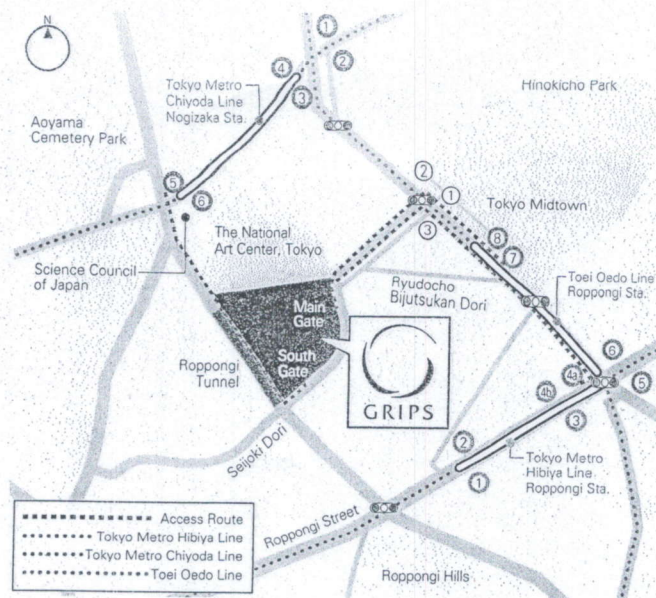 N
①
②
④
③
Tokyo Metro
Chiyoda Line
Nogizaka Sta.
Hinokicho Park
Aoyama
Cemetery Park
⑤
⑥
②
①
③
Tokyo Midtown
The National
Art Center, Tokyo
⑧
⑦
Science Council
of Japan
Ryudocho
Bijutsukan Dori
Toei Oedo Line
Roppongi Sta.
Main
Gate
Roppongi
Tunnel
South
Gate
GRIPS
⑥
4a
⑤
4b
③
Seijoki Dori
②
①
Tokyo Metro
Hibiya Line
Roppongi Sta.
Roppongi Street
Roppongi Hills
Access Route
Tokyo Metro Hibiya Line
Tokyo Metro Chiyoda Line
Toei Oedo Line